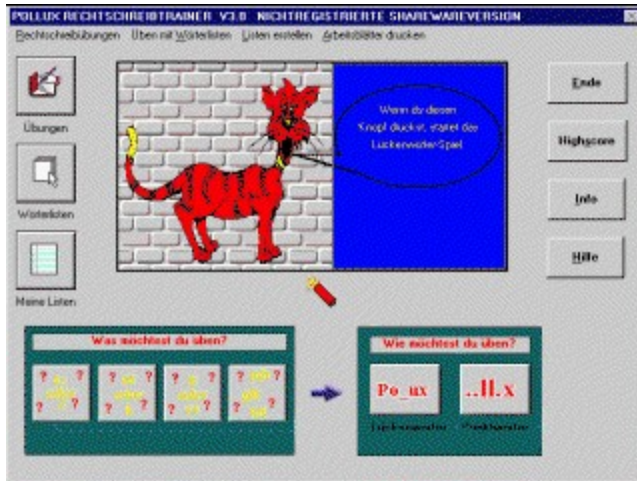 POLLUX RECHTSCHREIBTRAINER V3.0 NICHTREGISTRIERTE SHAREWAREVERSION
Rechtschreibübungen Üben mit Wörterlisten Listen erstellen Arbeitsblätter drucken
Übungen
Wörterlisten
Meine Listen
Wenn du diesen
Knopf drückst, startet das
Lückenwörter-Spiel
Ende
Highscore
Info
Hilfe
Was möchtest du üben?
Wie möchtest du üben?
Po_ux
..ll.x
Lückenwörter